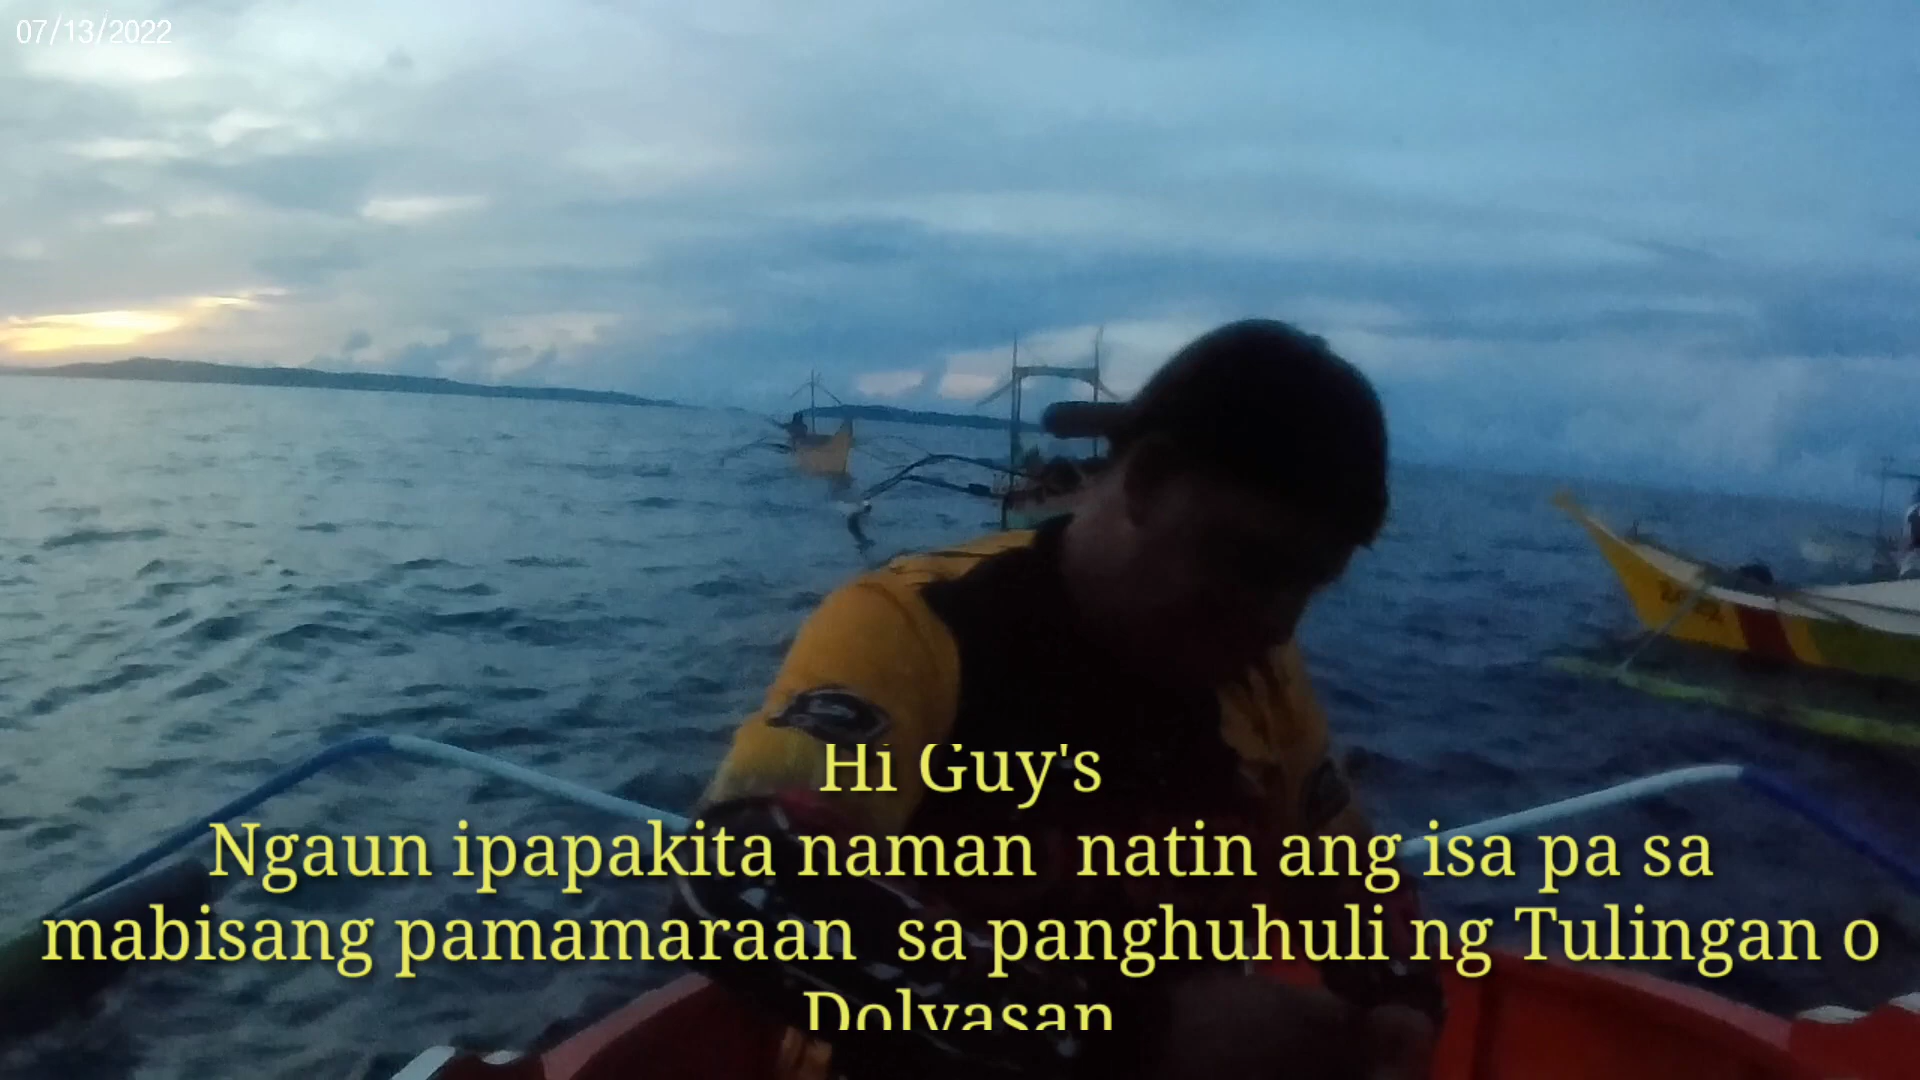 07/13/2022
Hi Guy's
Ngaun ipapakita naman natin ang isa pa sa
mabisang pamamaraan sa panghuhuli ng Tulingan o
Dolyasan